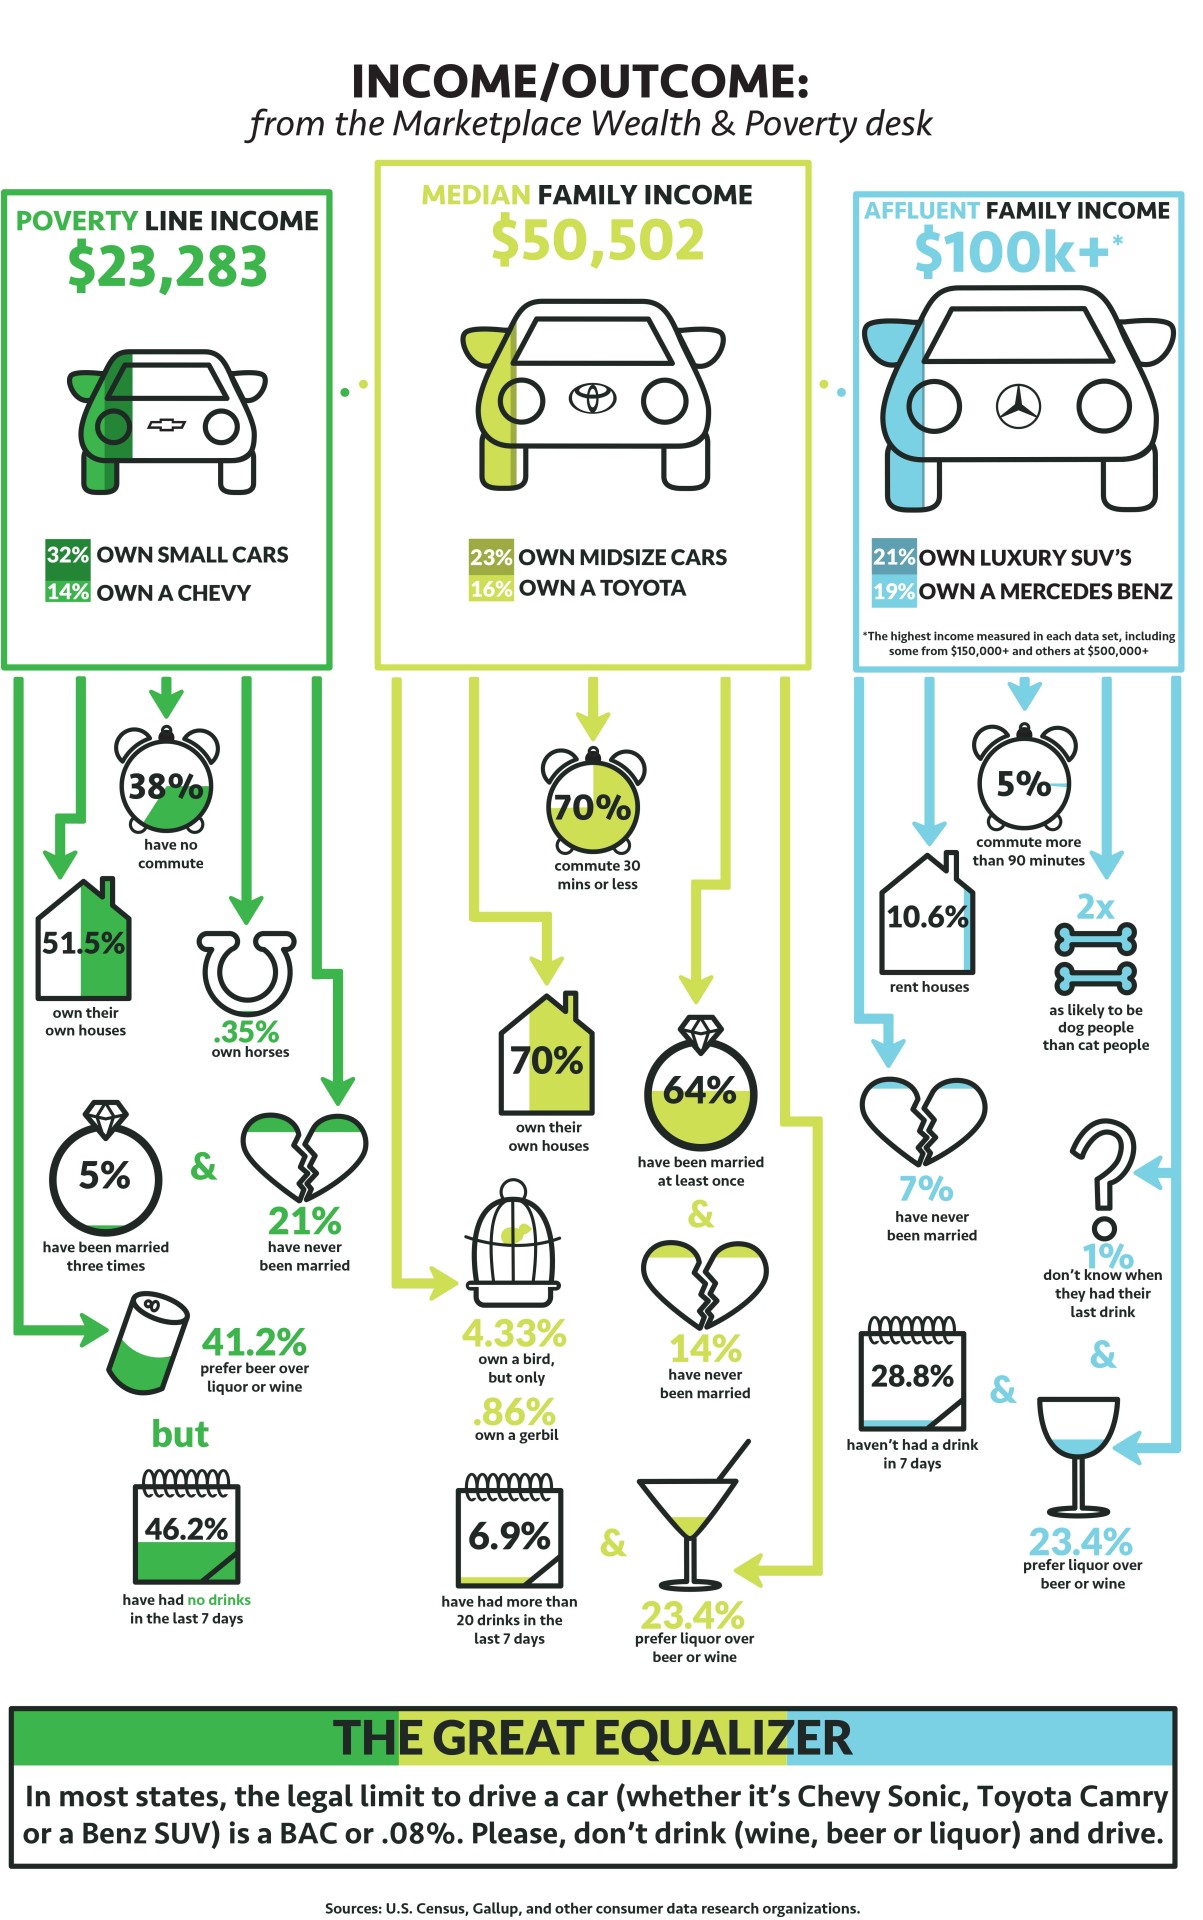 INCOME/OUTCOME:
from the Marketplace Wealth & Poverty desk
POVERTY LINE INCOME
$23,283
32% OWN SMALL CARS
14% OWN A CHEVY
MEDIAN FAMILY INCOME
$50,502
23% OWN MIDSIZE CARS
16% OWN A TOYOTA
AFFLUENT FAMILY INCOME
$100k+*
21% OWN LUXURY SUV'S
19% OWN A MERCEDES BENZ
*The highest income measured in each data set, including
some from $150,000+ and others at $500,000+
38%
have no
commute
51.5%
own their
own houses
.35%
own horses
5%
have been married
three times
&
21%
have never
been married
41.2%
prefer beer over
liquor or wine
but
46.2%
have had no drinks
in the last 7 days
70%
commute 30
mins or less
70%
own their
own houses
64%
have been married
at least once
&
14%
have never
been married
4.33%
own a bird,
but only
.86%
own a gerbil
6.9%
have had more than
20 drinks in the
last 7 days
&
23.4%
prefer liquor over
beer or wine
5%
commute more
than 90 minutes
10.6%
rent houses
2x
as likely to be
dog people
than cat people
7%
have never
been married
1%
don't know when
they had their
last drink
&
28.8%
haven't had a drink
in 7 days
&
23.4%
prefer liquor over
beer or wine
THE GREAT EQUALIZER
In most states, the legal limit to drive a car (whether it's Chevy Sonic, Toyota Camry
or a Benz SUV) is a BAC or .08%. Please, don't drink (wine, beer or liquor) and drive.
Sources: U.S. Census, Gallup, and other consumer data research organizations.